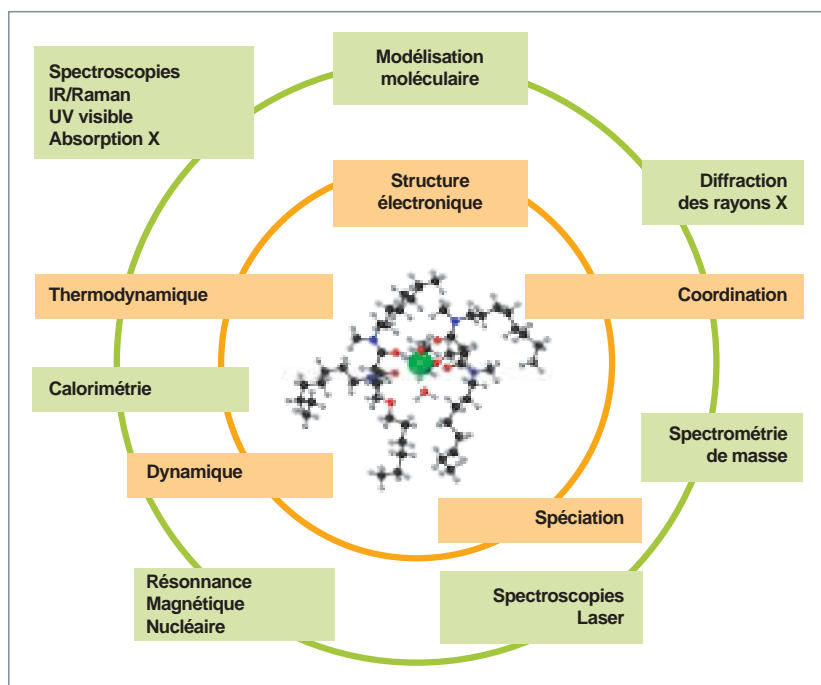 Spectroscopies
IR/Raman
UV visible
Absorption X
Modélisation
moléculaire
Structure
électronique
Diffraction
des rayons X
Thermodynamique
Coordination
Calorimétrie
Spectrométrie
de masse
Dynamique
Spéciation
Résonnance
Magnétique
Nucléaire
Spectroscopies
Laser